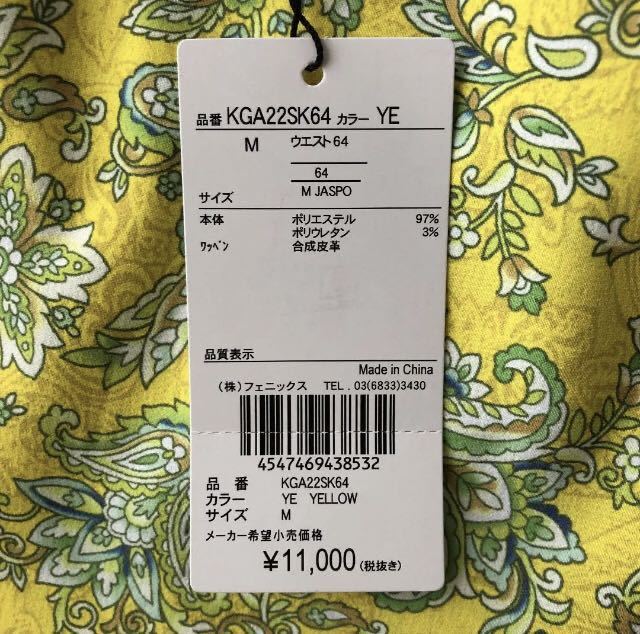 品番 KGA22SK64 カラー YE
M ウエスト64
64
サイズ M JASPO
本体 ポリエステル 97%
ポリウレタン 3%
ﾜｯﾍﾟﾝ 合成皮革
品質表示
Made in China
（株）フェニックス TEL . 03(6833)3430
4547469438532
品 番 KGA22SK64
カラー YE YELLOW
サイズ M
メーカー希望小売価格
¥11,000(税抜き)